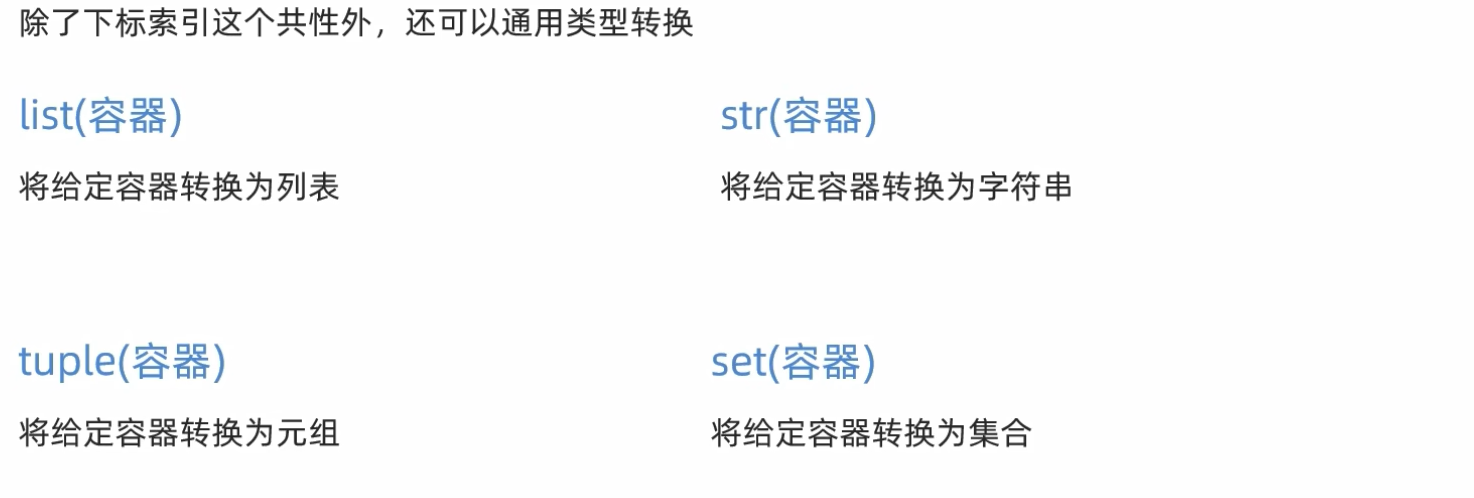 除了下标索引这个共性外，还可以通用类型转换
list(容器)
将给定容器转换为列表
str(容器)
将给定容器转换为字符串
tuple(容器)
将给定容器转换为元组
set(容器)
将给定容器转换为集合